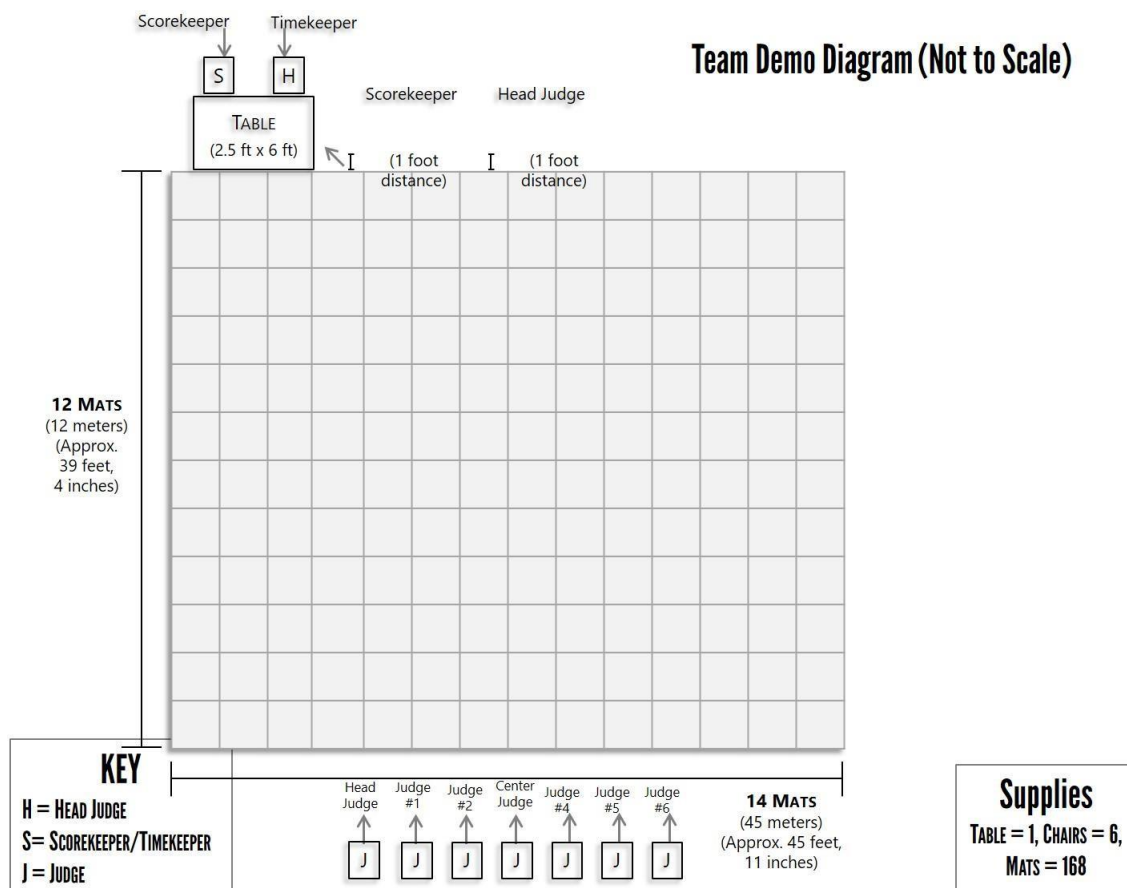 Scorekeeper Timekeeper
Team Demo Diagram (Not to Scale)
S H
Scorekeeper Head Judge
TABLE
(2.5 ft x 6 ft)
(1 foot
distance)
(1 foot
distance)
12 MATS
(12 meters)
(Approx.
39 feet,
4 inches)
KEY
H = HEAD JUDGE
S= SCOREKEEPER/TIMEKEEPER
J = JUDGE
Head
Judge
Judge
#1
Judge
#2
Center
Judge
Judge
#4
Judge
#5
Judge
#6
J J J J J J J
14 MATS
(45 meters)
(Approx. 45 feet,
11 inches)
Supplies
TABLE = 1, CHAIRS = 6,
MATS = 168